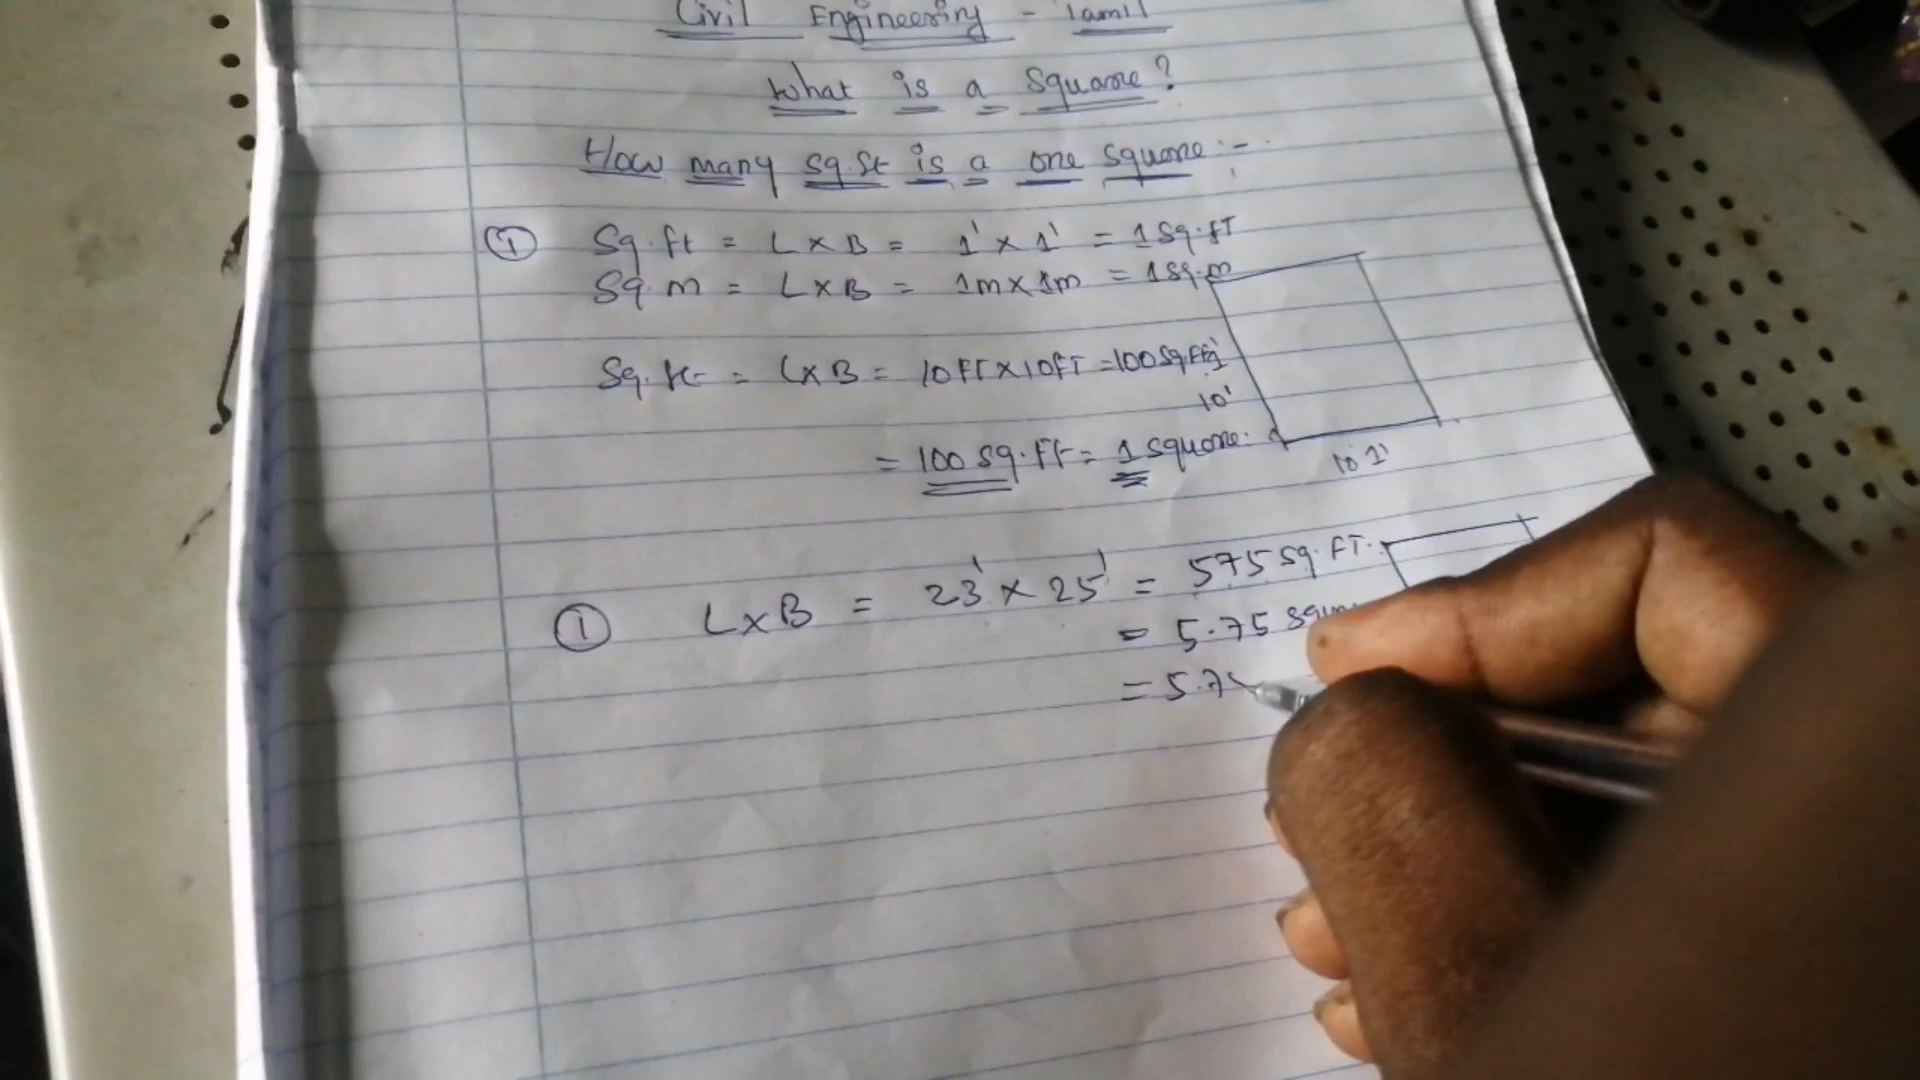 Civil Engineering - Tamil
What is a Square?
How many sq.ft is a one square :-
1 Sq.ft = L x B = 1' x 1' = 1 Sq.fT
Sq.m = L x B = 1m x 1m = 1 sq.m
Sq.ft = L x B = 10FT x 10FT = 100 Sq.Ft
10'
= 100 sq.FT = 1 square.
10'
1 L x B = 23' x 25' = 575 sq.FT.
= 5.75
= 5.7